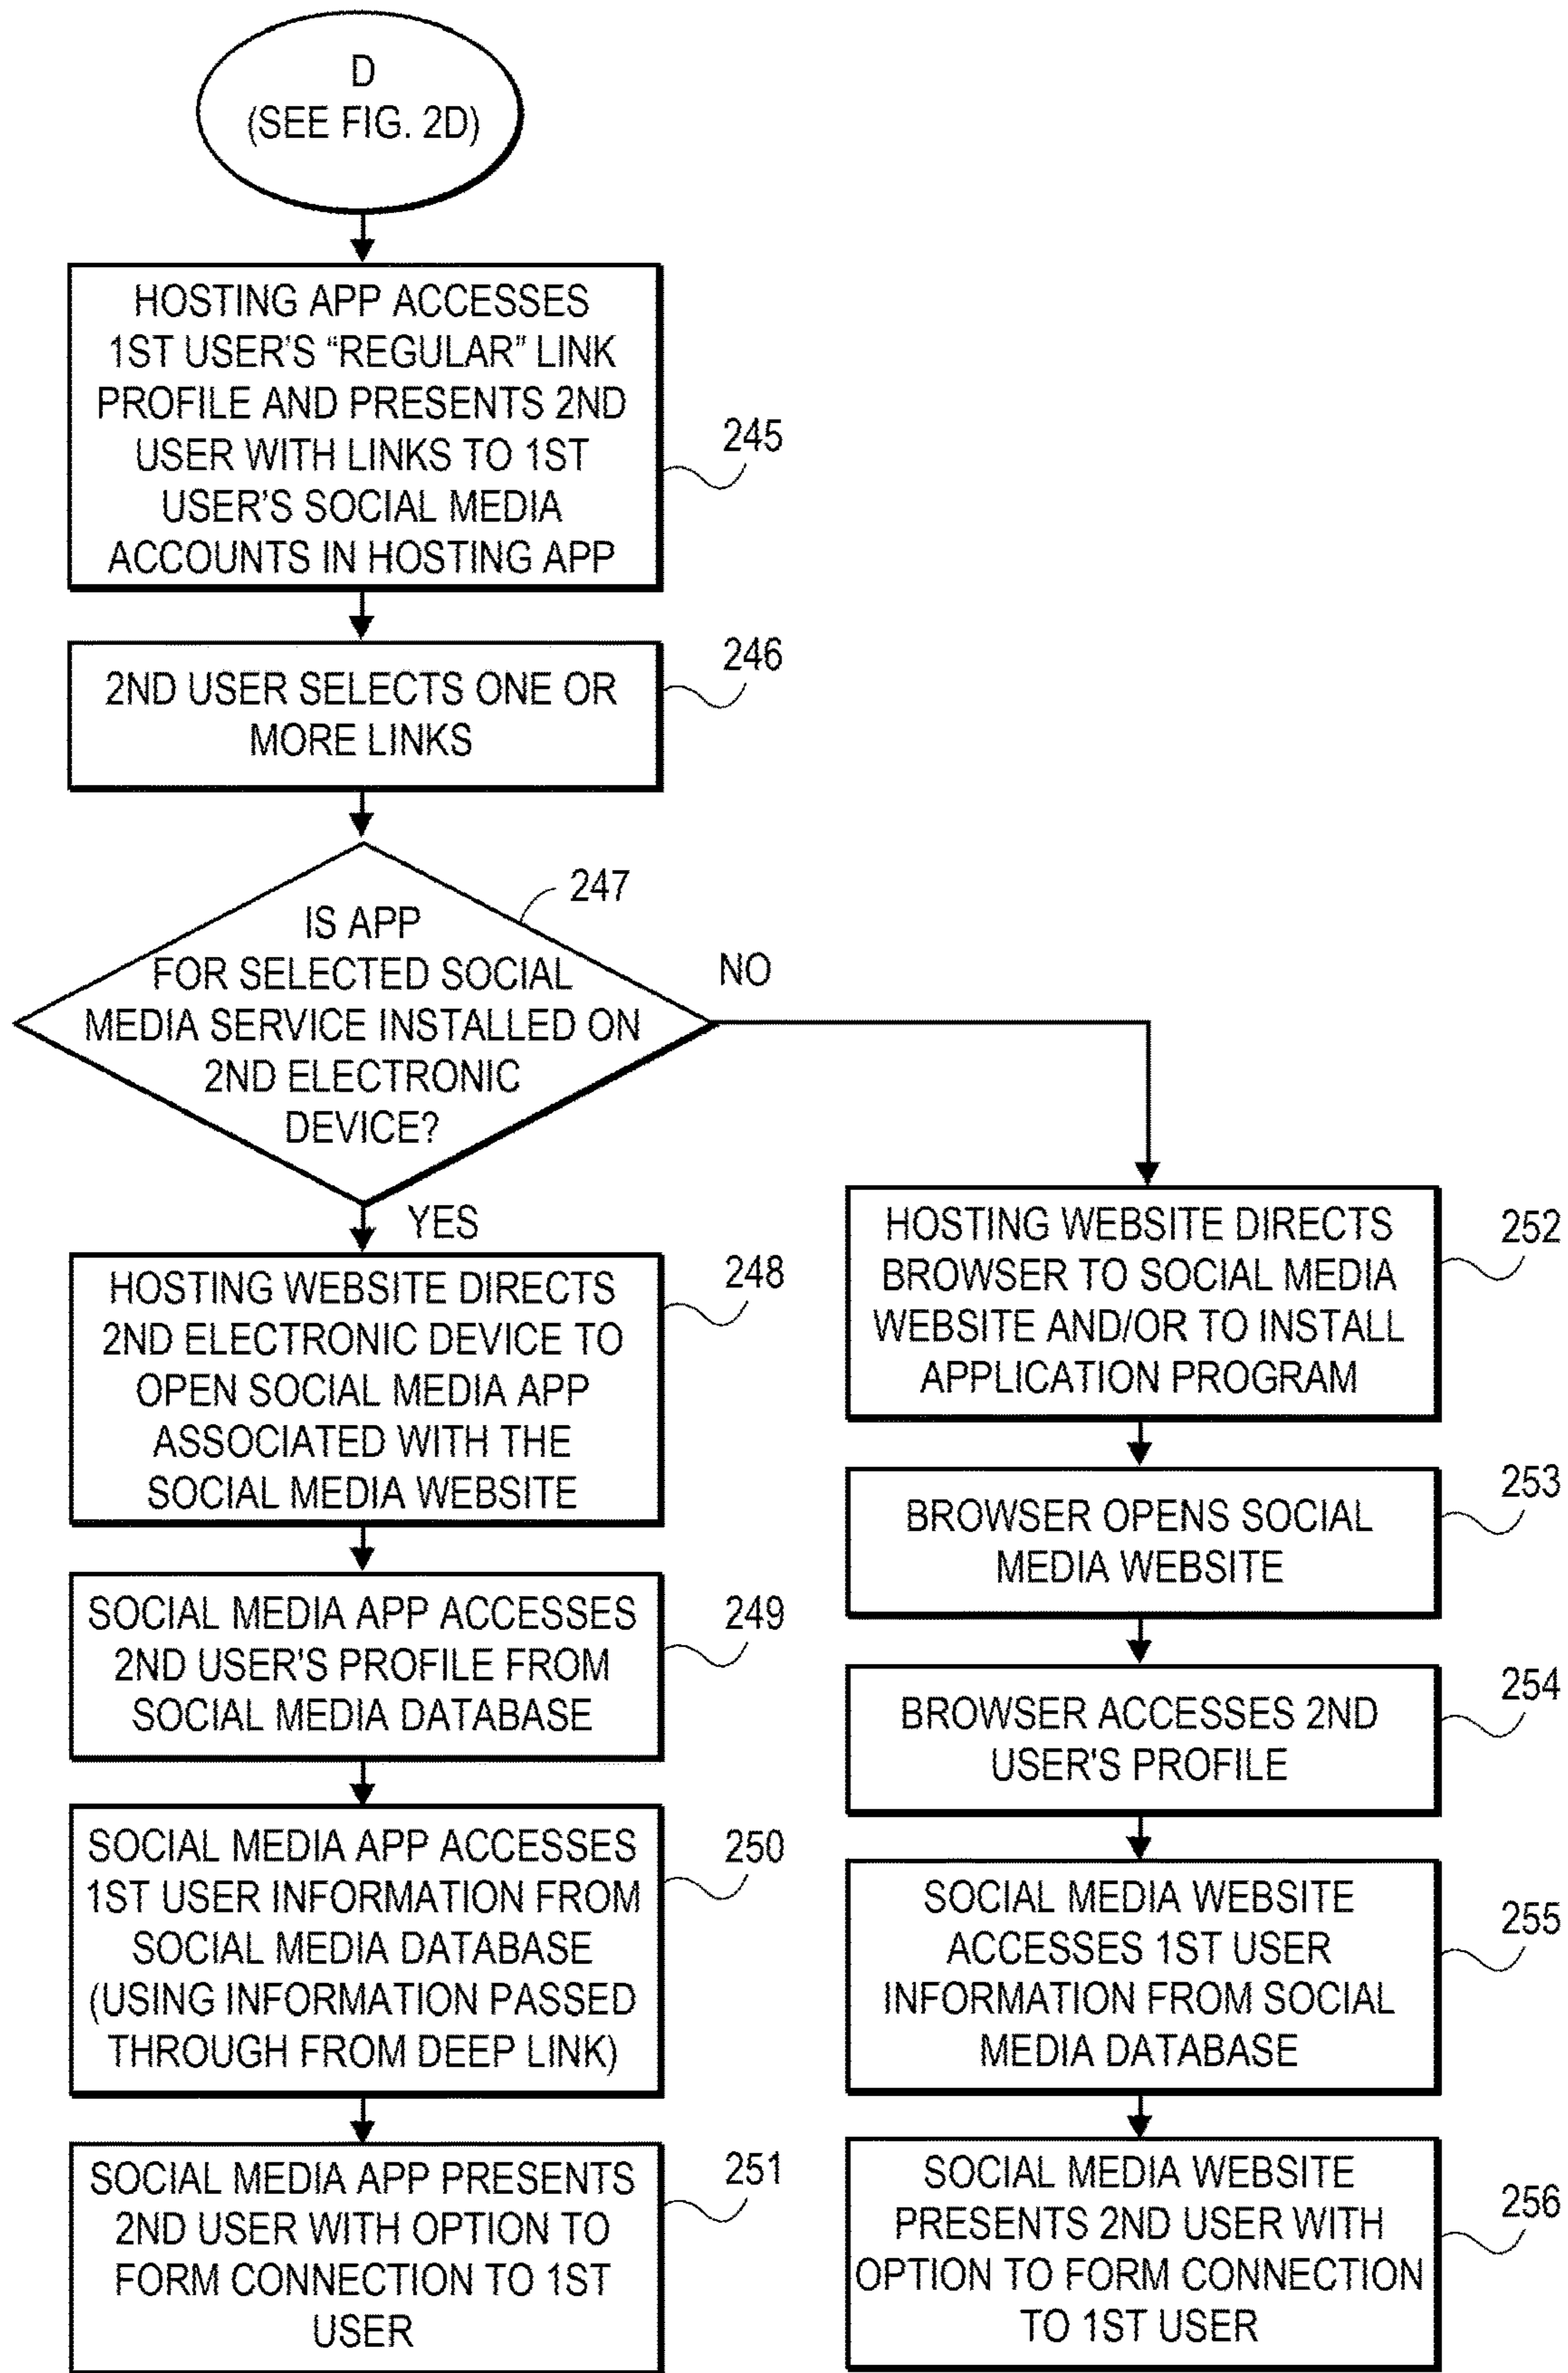 D
(SEE FIG. 2D)
HOSTING APP ACCESSES
1ST USER'S “REGULAR” LINK
PROFILE AND PRESENTS 2ND
USER WITH LINKS TO 1ST
USER'S SOCIAL MEDIA
ACCOUNTS IN HOSTING APP
245
2ND USER SELECTS ONE OR
MORE LINKS
246
IS APP
FOR SELECTED SOCIAL
MEDIA SERVICE INSTALLED ON
2ND ELECTRONIC
DEVICE?
247
NO
YES
HOSTING WEBSITE DIRECTS
2ND ELECTRONIC DEVICE TO
OPEN SOCIAL MEDIA APP
ASSOCIATED WITH THE
SOCIAL MEDIA WEBSITE
248
SOCIAL MEDIA APP ACCESSES
2ND USER'S PROFILE FROM
SOCIAL MEDIA DATABASE
249
SOCIAL MEDIA APP ACCESSES
1ST USER INFORMATION FROM
SOCIAL MEDIA DATABASE
(USING INFORMATION PASSED
THROUGH FROM DEEP LINK)
250
SOCIAL MEDIA APP PRESENTS
2ND USER WITH OPTION TO
FORM CONNECTION TO 1ST
USER
251
HOSTING WEBSITE DIRECTS
BROWSER TO SOCIAL MEDIA
WEBSITE AND/OR TO INSTALL
APPLICATION PROGRAM
252
BROWSER OPENS SOCIAL
MEDIA WEBSITE
253
BROWSER ACCESSES 2ND
USER'S PROFILE
254
SOCIAL MEDIA WEBSITE
ACCESSES 1ST USER
INFORMATION FROM SOCIAL
MEDIA DATABASE
255
SOCIAL MEDIA WEBSITE
PRESENTS 2ND USER WITH
OPTION TO FORM CONNECTION
TO 1ST USER
256